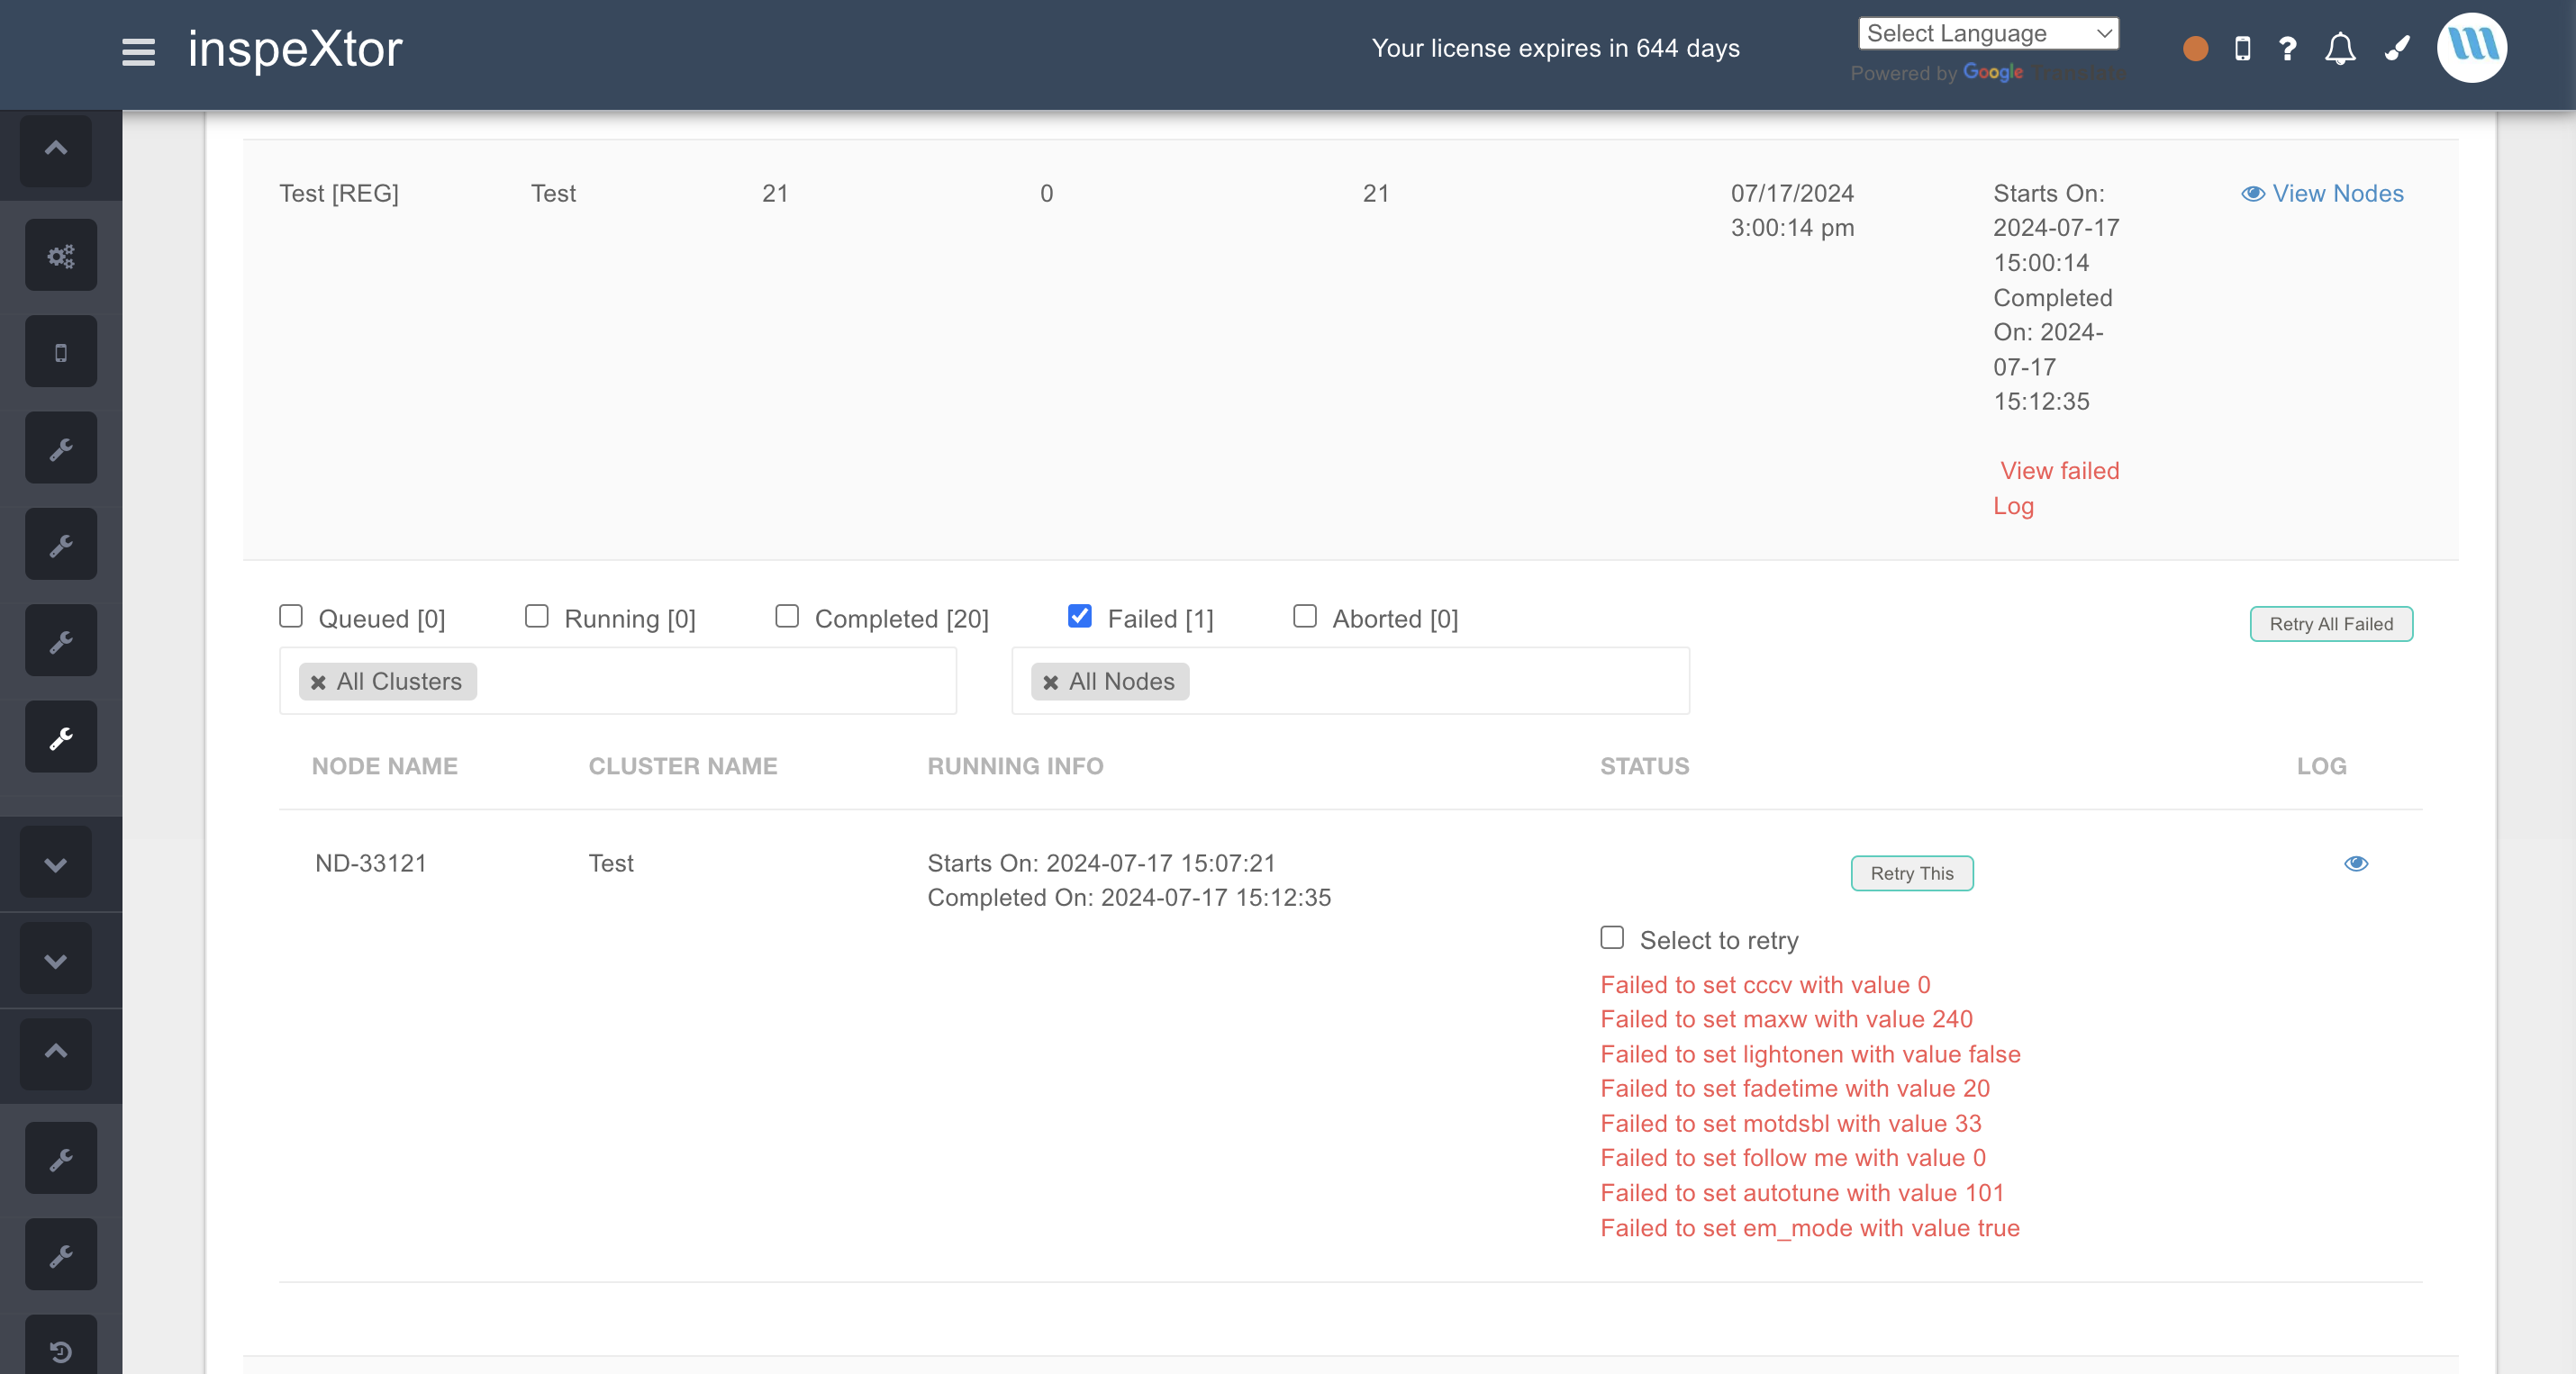 inspeXtor
Your license expires in 644 days
Select Language
Powered by Google Translate
Test [REG]
Test
21
0
21
07/17/2024
3:00:14 pm
Starts On:
2024-07-17
15:00:14
Completed
On: 2024-
07-17
15:12:35
View failed
Log
View Nodes
Queued [0]
Running [0]
Completed [20]
Failed [1]
Aborted [0]
Retry All Failed
All Clusters
All Nodes
NODE NAME
CLUSTER NAME
RUNNING INFO
STATUS
LOG
ND-33121
Test
Starts On: 2024-07-17 15:07:21
Completed On: 2024-07-17 15:12:35
Retry This
Select to retry
Failed to set cccv with value 0
Failed to set maxw with value 240
Failed to set lightonen with value false
Failed to set fadetime with value 20
Failed to set motdsbl with value 33
Failed to set follow me with value 0
Failed to set autotune with value 101
Failed to set em_mode with value true